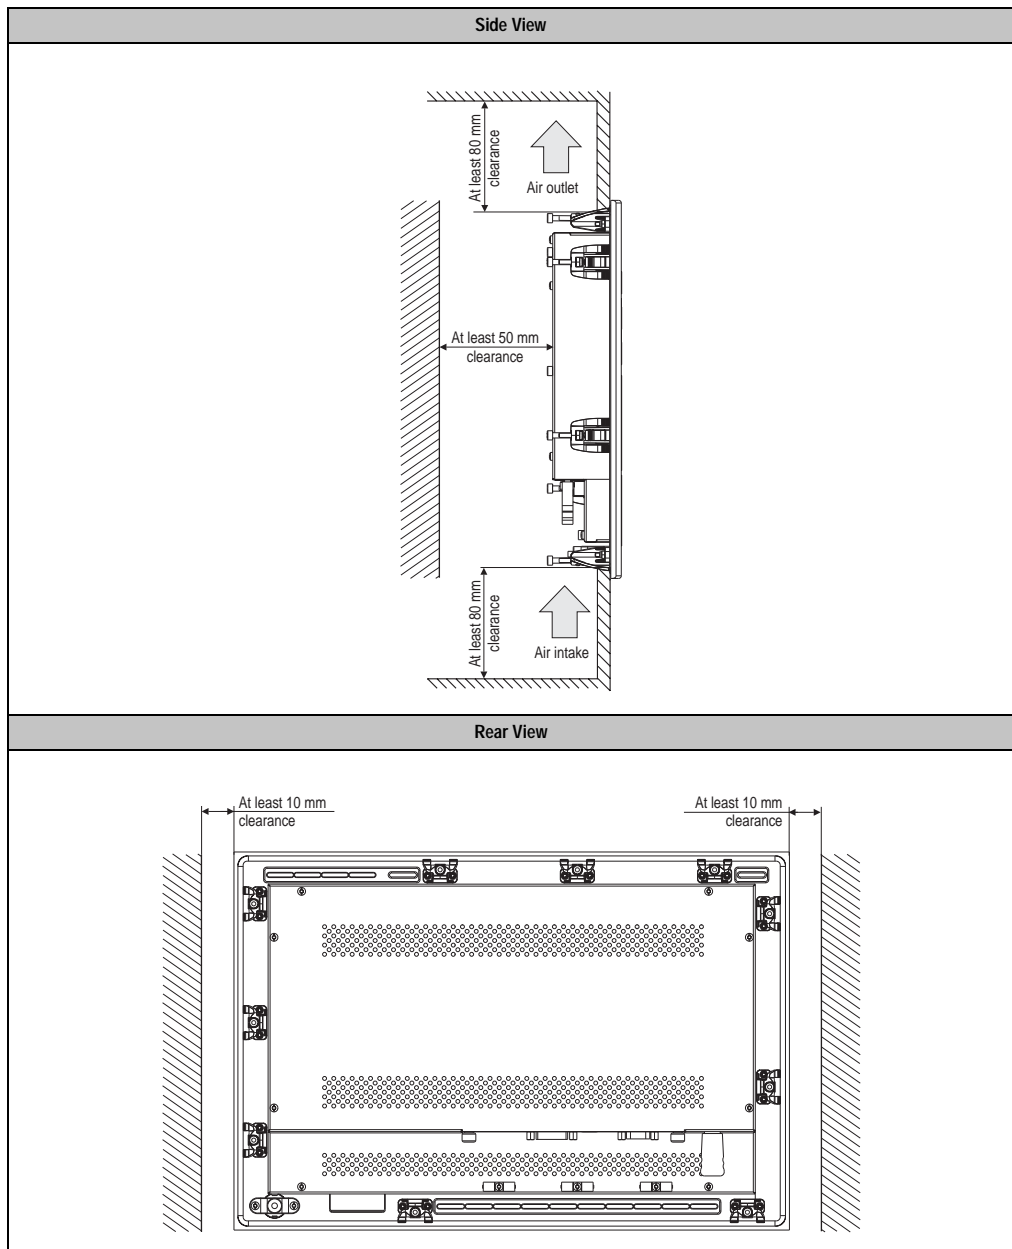 Side View
At least 80 mm
clearance
Air outlet
At least 50 mm
clearance
At least 80 mm
clearance
Air intake
Rear View
At least 10 mm
clearance
At least 10 mm
clearance